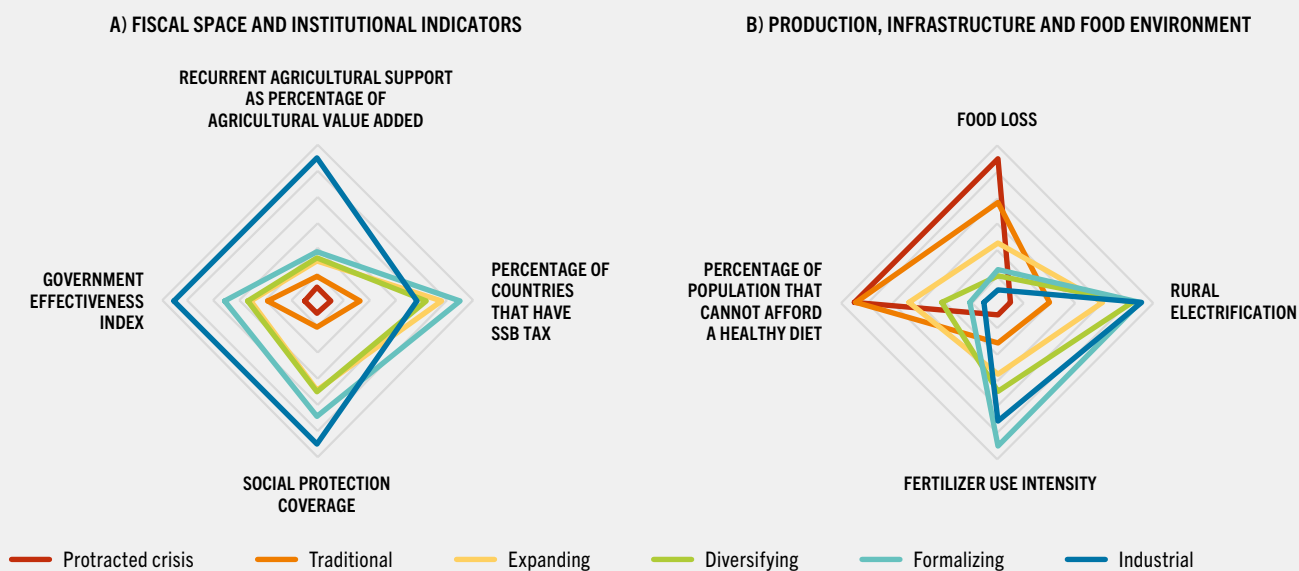 A) FISCAL SPACE AND INSTITUTIONAL INDICATORS
RECURRENT AGRICULTURAL SUPPORT
AS PERCENTAGE OF
AGRICULTURAL VALUE ADDED
GOVERNMENT
EFFECTIVENESS
INDEX
PERCENTAGE OF
COUNTRIES
THAT HAVE
SSB TAX
SOCIAL PROTECTION
COVERAGE
B) PRODUCTION, INFRASTRUCTURE AND FOOD ENVIRONMENT
FOOD LOSS
PERCENTAGE OF
POPULATION THAT
CANNOT AFFORD
A HEALTHY DIET
RURAL
ELECTRIFICATION
FERTILIZER USE INTENSITY
Protracted crisis
Traditional
Expanding
Diversifying
Formalizing
Industrial